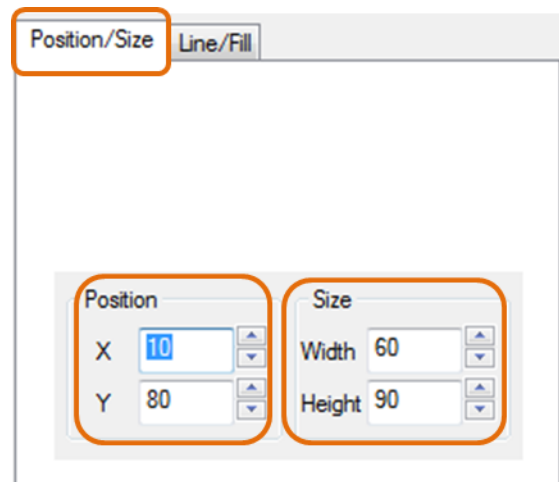 Position/Size Line/Fill
Position Size
X 10 Width 60
Y 80 Height 90